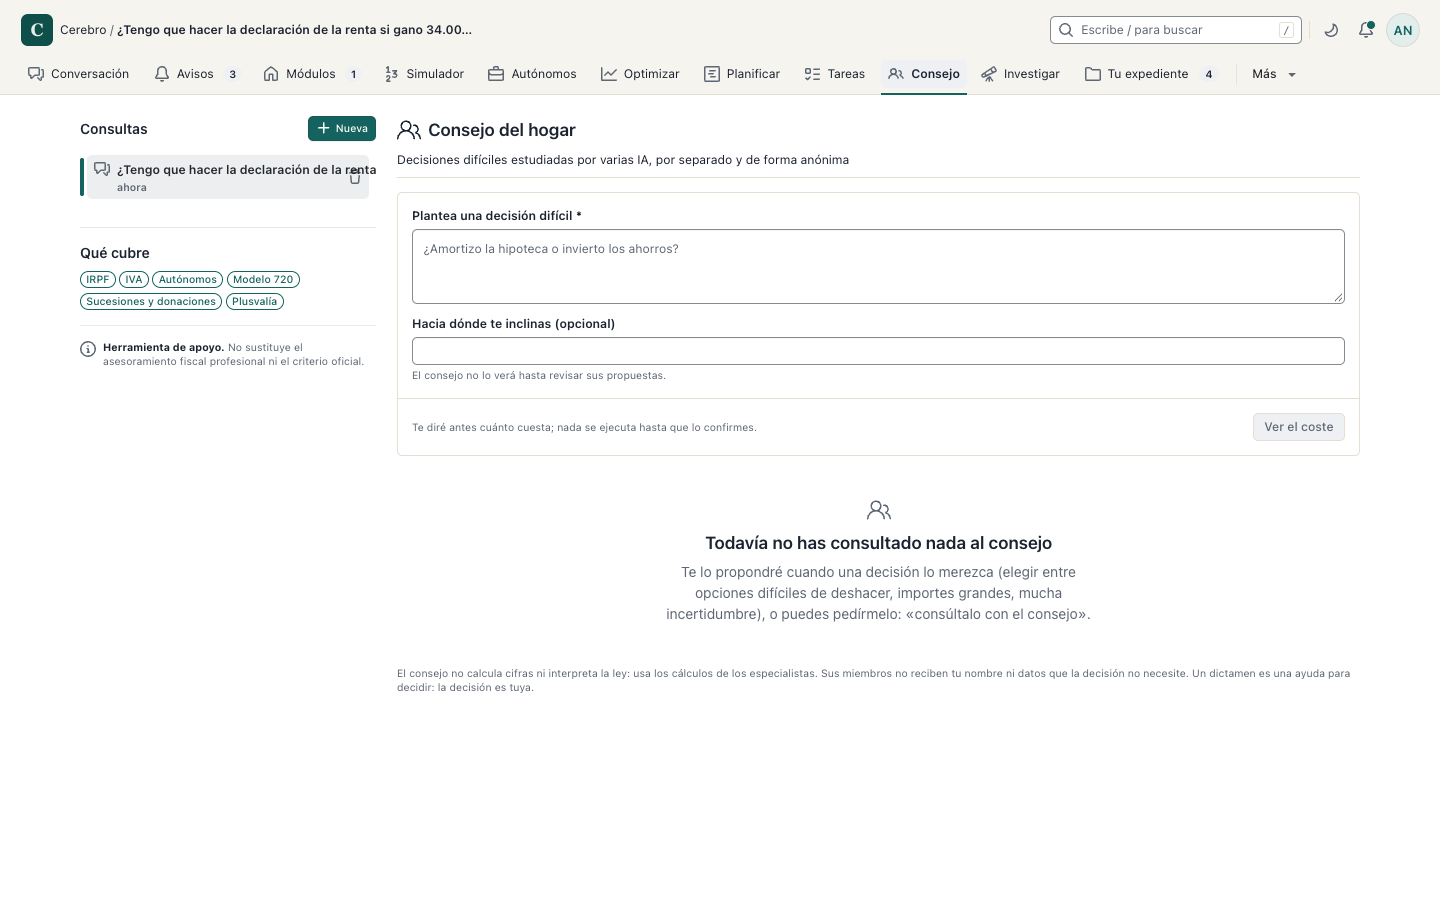 C Cerebro / ¿Tengo que hacer la declaración de la renta si gano 34.00...
Escribe / para buscar /
AN
Conversación
Avisos 3
Módulos 1
Simulador
Autónomos
Optimizar
Planificar
Tareas
Consejo
Investigar
Tu expediente 4
Más
Consultas
Nueva
¿Tengo que hacer la declaración de la renta
ahora
Qué cubre
IRPF IVA Autónomos Modelo 720
Sucesiones y donaciones Plusvalía
Herramienta de apoyo. No sustituye el
asesoramiento fiscal profesional ni el criterio oficial.
Consejo del hogar
Decisiones difíciles estudiadas por varias IA, por separado y de forma anónima
Plantea una decisión difícil *
¿Amortizo la hipoteca o invierto los ahorros?
Hacia dónde te inclinas (opcional)
El consejo no lo verá hasta revisar sus propuestas.
Te diré antes cuánto cuesta; nada se ejecuta hasta que lo confirmes.
Ver el coste
Todavía no has consultado nada al consejo
Te lo propondré cuando una decisión lo merezca (elegir entre
opciones difíciles de deshacer, importes grandes, mucha
incertidumbre), o puedes pedírmelo: «consúltalo con el consejo».
El consejo no calcula cifras ni interpreta la ley: usa los cálculos de los especialistas. Sus miembros no reciben tu nombre ni datos que la decisión no necesite. Un dictamen es una ayuda para
decidir: la decisión es tuya.